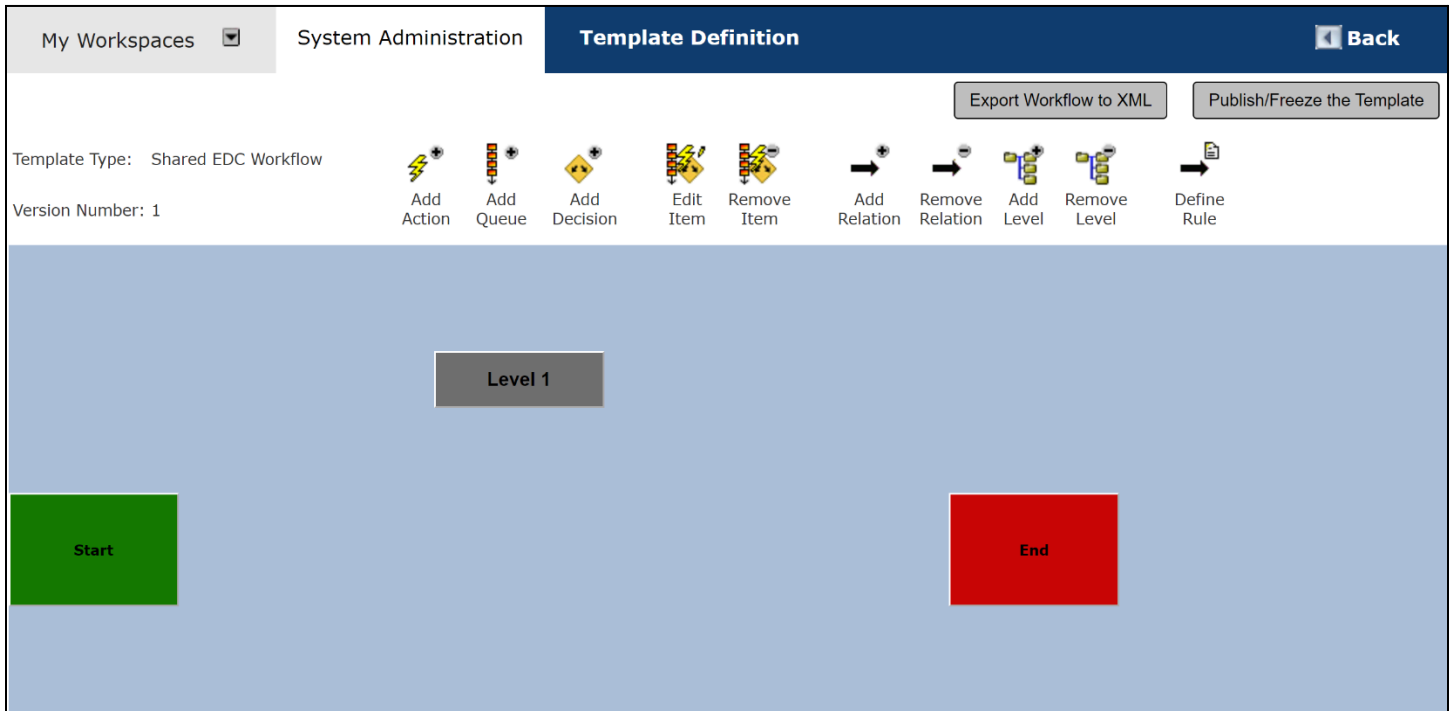 My Workspaces System Administration Template Definition Back
Export Workflow to XML Publish/Freeze the Template
Template Type: Shared EDC Workflow
Version Number: 1
Add Action
Add Queue
Add Decision
Edit Item
Remove Item
Add Relation
Remove Relation
Add Level
Remove Level
Define Rule
Level 1
Start End